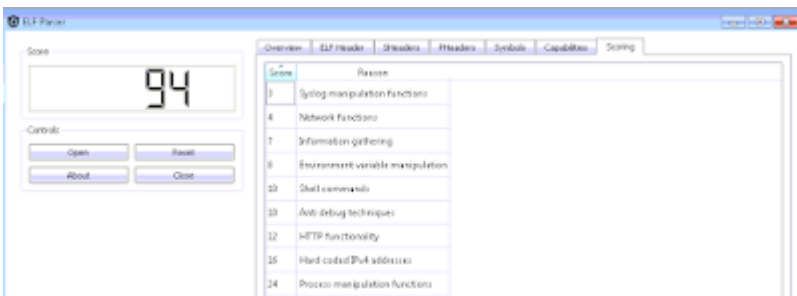 ELF Parser
Score
94
Controls
Open Reset
About Close
Overview ELF Header SHeaders PHeaders Symbols Capabilities Scoring
Score Reason
3 Syslog manipulation functions
4 Network Functions
7 Information gathering
8 Environment variable manipulation
10 Shell commands
10 Anti debug techniques
12 HTTP functionality
16 Hard coded IPv4 addresses
24 Process manipulation functions